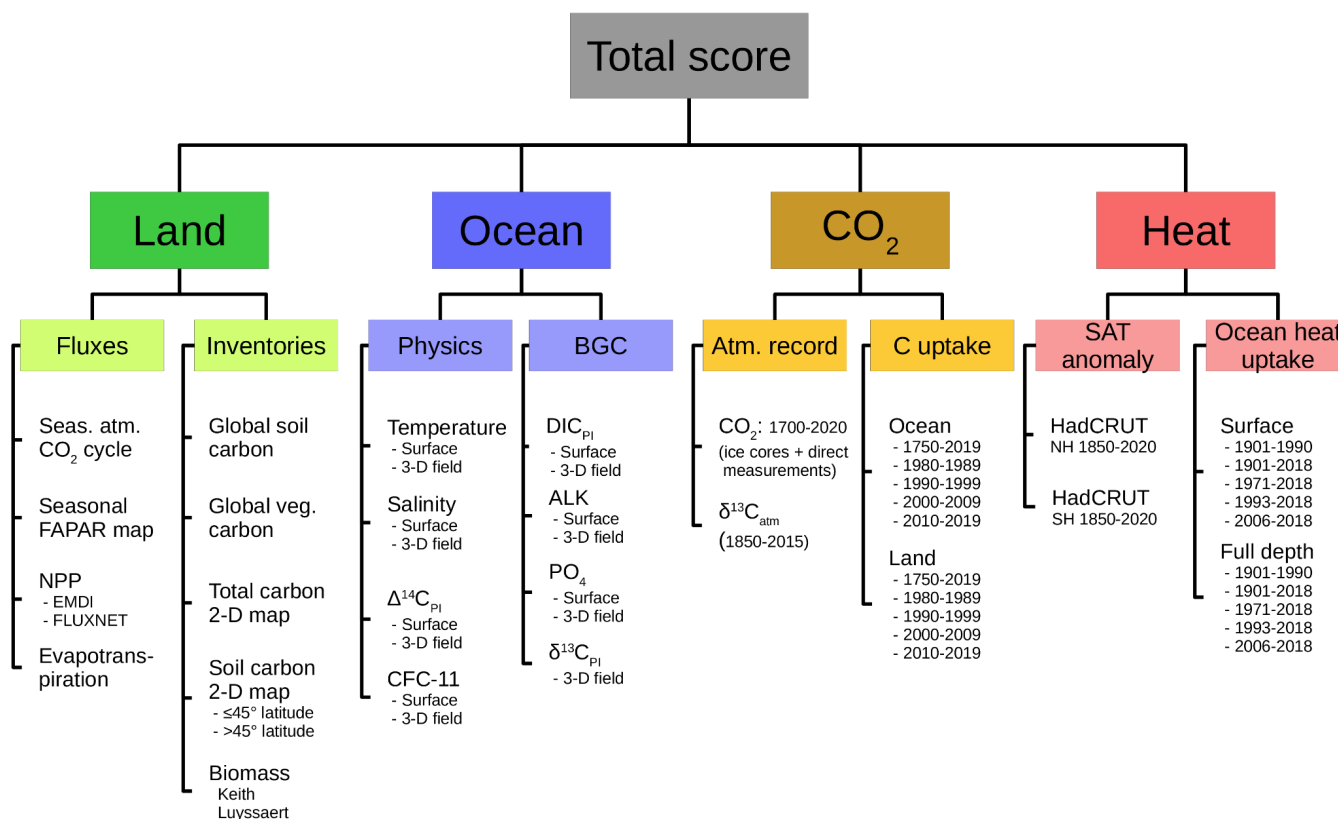 Total score
Land
Ocean
CO₂
Heat
Fluxes
Inventories
Physics
BGC
Atm. record
C uptake
SAT
anomaly
Ocean heat
uptake
Seas. atm.
CO₂ cycle
Seasonal
FAPAR map
NPP
- EMDI
- FLUXNET
Evapotrans-
piration
Global soil
carbon
Global veg.
carbon
Total carbon
2-D map
Soil carbon
2-D map
- ≤45° latitude
- >45° latitude
Biomass
Keith
Luyssaert
Temperature
- Surface
- 3-D field
Salinity
- Surface
- 3-D field
Δ¹⁴C_PI
- Surface
- 3-D field
CFC-11
- Surface
- 3-D field
DIC_PI
- Surface
- 3-D field
ALK
- Surface
- 3-D field
PO₄
- Surface
- 3-D field
δ¹³C_PI
- 3-D field
CO₂: 1700-2020
(ice cores + direct
measurements)
δ¹³C_atm
(1850-2015)
Ocean
- 1750-2019
- 1980-1989
- 1990-1999
- 2000-2009
- 2010-2019
Land
- 1750-2019
- 1980-1989
- 1990-1999
- 2000-2009
- 2010-2019
HadCRUT
NH 1850-2020
HadCRUT
SH 1850-2020
Surface
- 1901-1990
- 1901-2018
- 1971-2018
- 1993-2018
- 2006-2018
Full depth
- 1901-1990
- 1901-2018
- 1971-2018
- 1993-2018
- 2006-2018